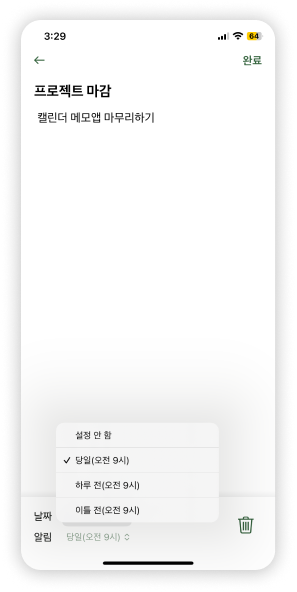 3:29
64
완료
프로젝트 마감
캘린더 메모앱 마무리하기
설정 안 함
당일(오전 9시)
하루 전(오전 9시)
이틀 전(오전 9시)
날짜
알림 당일(오전 9시)